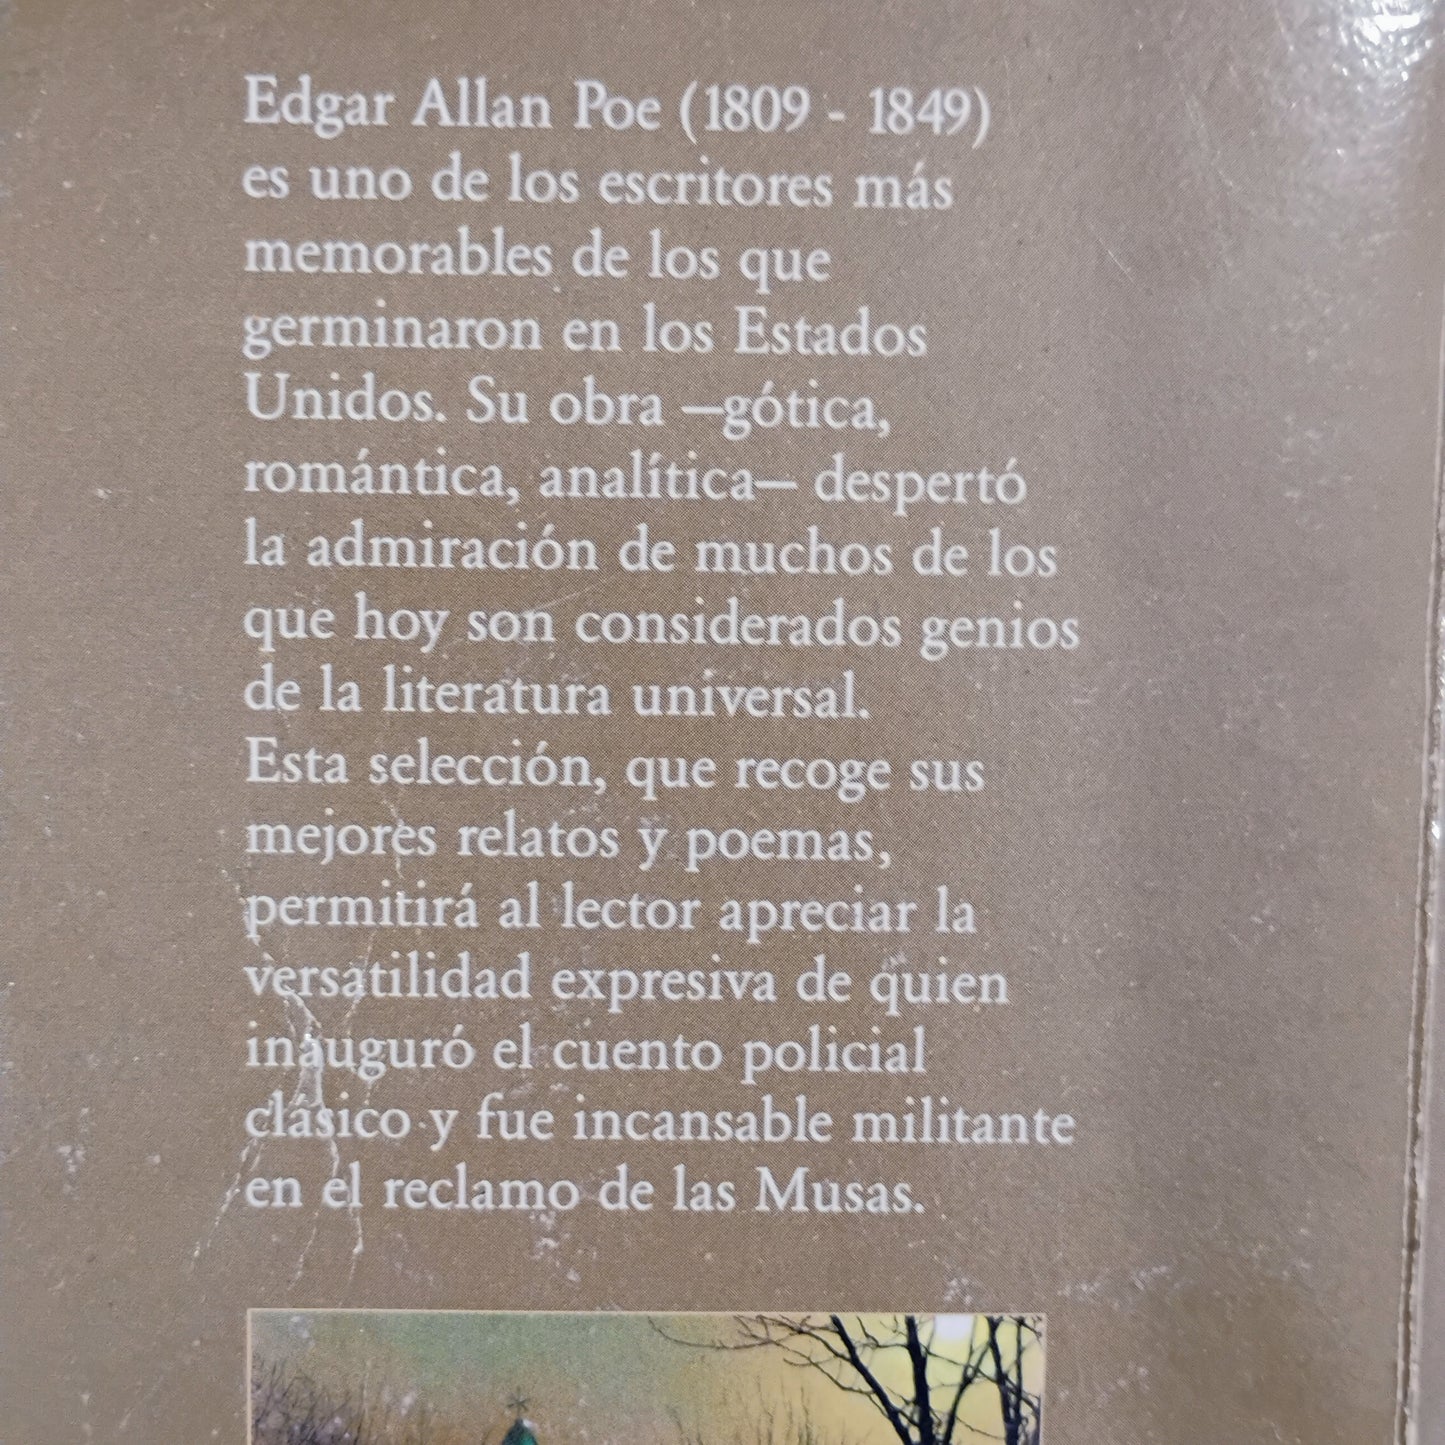 Edgar Allan Poe (1809 - 1849)
es uno de los escritores más
memorables de los que
germinaron en los Estados
Unidos. Su obra –gótica,
romántica, analítica– despertó
la admiración de muchos de los
que hoy son considerados genios
de la literatura universal.
Esta selección, que recoge sus
mejores relatos y poemas,
permitirá al lector apreciar la
versatilidad expresiva de quien
inauguró el cuento policial
clásico y fue incansable militante
en el reclamo de las Musas.